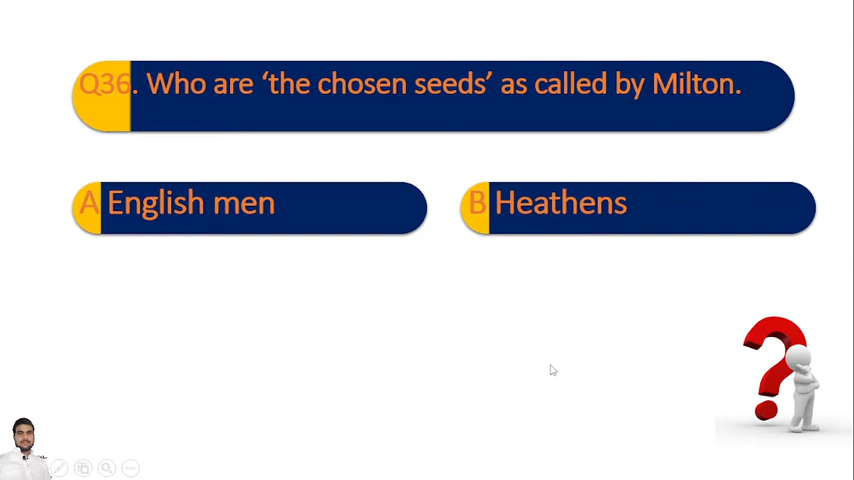 Q36. Who are ‘the chosen seeds’ as called by Milton.
A English men
B Heathens